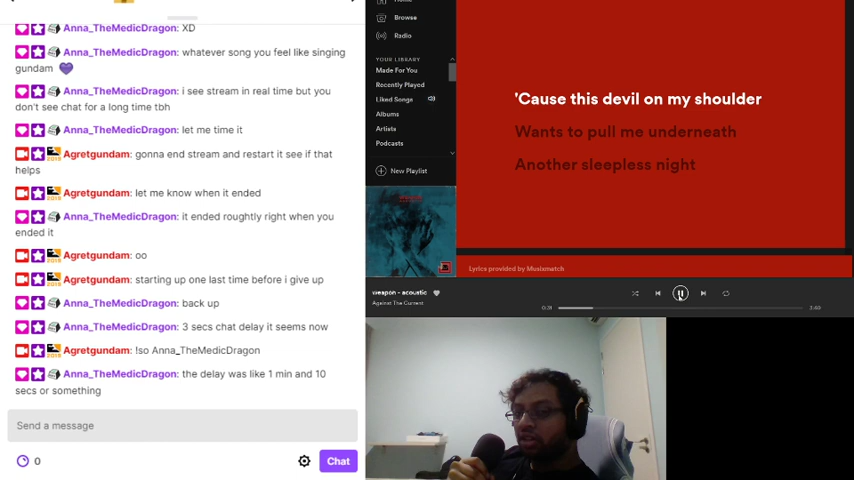 Anna_TheMedicDragon: XD
Anna_TheMedicDragon: whatever song you feel like singing
gundam
Anna_TheMedicDragon: i see stream in real time but you
don't see chat for a long time tbh
Anna_TheMedicDragon: let me time it
Agretgundam: gonna end stream and restart it see if that
helps
Agretgundam: let me know when it ended
Anna_TheMedicDragon: it ended roughtly right when you
ended it
Agretgundam: oo
Agretgundam: starting up one last time before i give up
Anna_TheMedicDragon: back up
Anna_TheMedicDragon: 3 secs chat delay it seems now
Agretgundam: !so Anna_TheMedicDragon
Anna_TheMedicDragon: the delay was like 1 min and 10
secs or something
Send a message
0
Chat
Browse
Radio
YOUR LIBRARY
Made For You
Recently Played
Liked Songs
Albums
Artists
Podcasts
New Playlist
'Cause this devil on my shoulder
Wants to pull me underneath
Another sleepless night
Lyrics provided by Musixmatch
weapon - acoustic
Against The Current
0:31
3:40